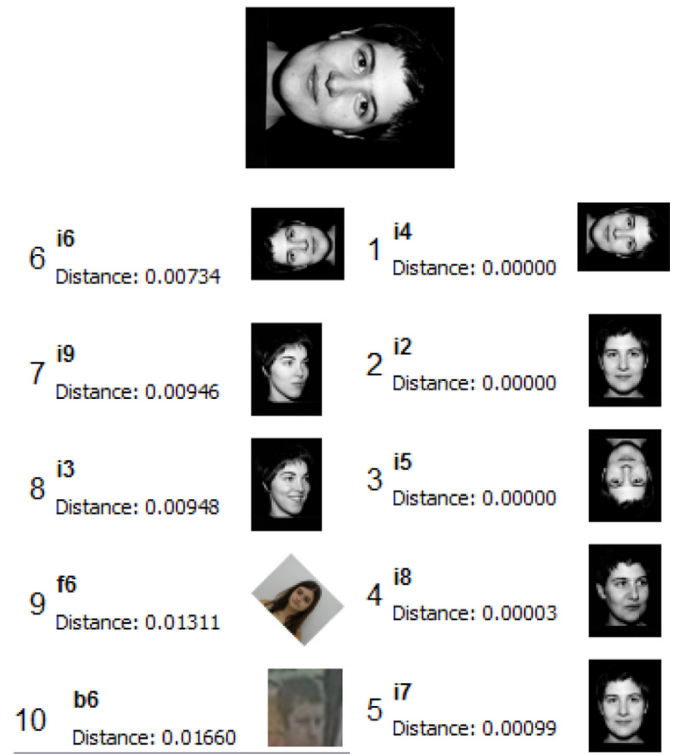 6 i6
Distance: 0.00734
1 i4
Distance: 0.00000
7 i9
Distance: 0.00946
2 i2
Distance: 0.00000
8 i3
Distance: 0.00948
3 i5
Distance: 0.00000
9 f6
Distance: 0.01311
4 i8
Distance: 0.00003
10 b6
Distance: 0.01660
5 i7
Distance: 0.00099